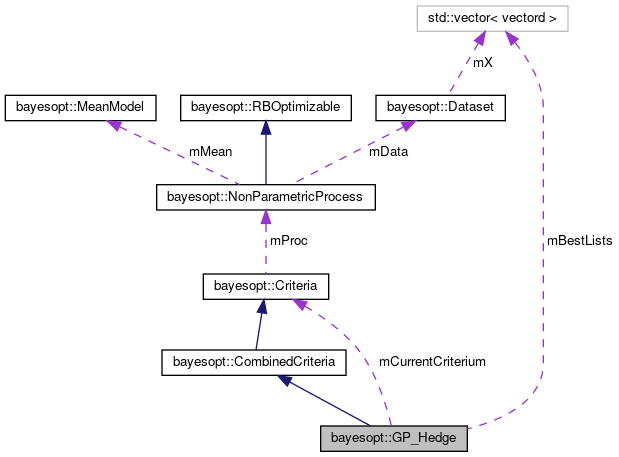 std::vector< vectord >
mX
bayesopt::MeanModel
bayesopt::RBOptimizable
bayesopt::Dataset
mMean
mData
bayesopt::NonParametricProcess
mProc
mBestLists
bayesopt::Criteria
bayesopt::CombinedCriteria
mCurrentCriterium
bayesopt::GP_Hedge